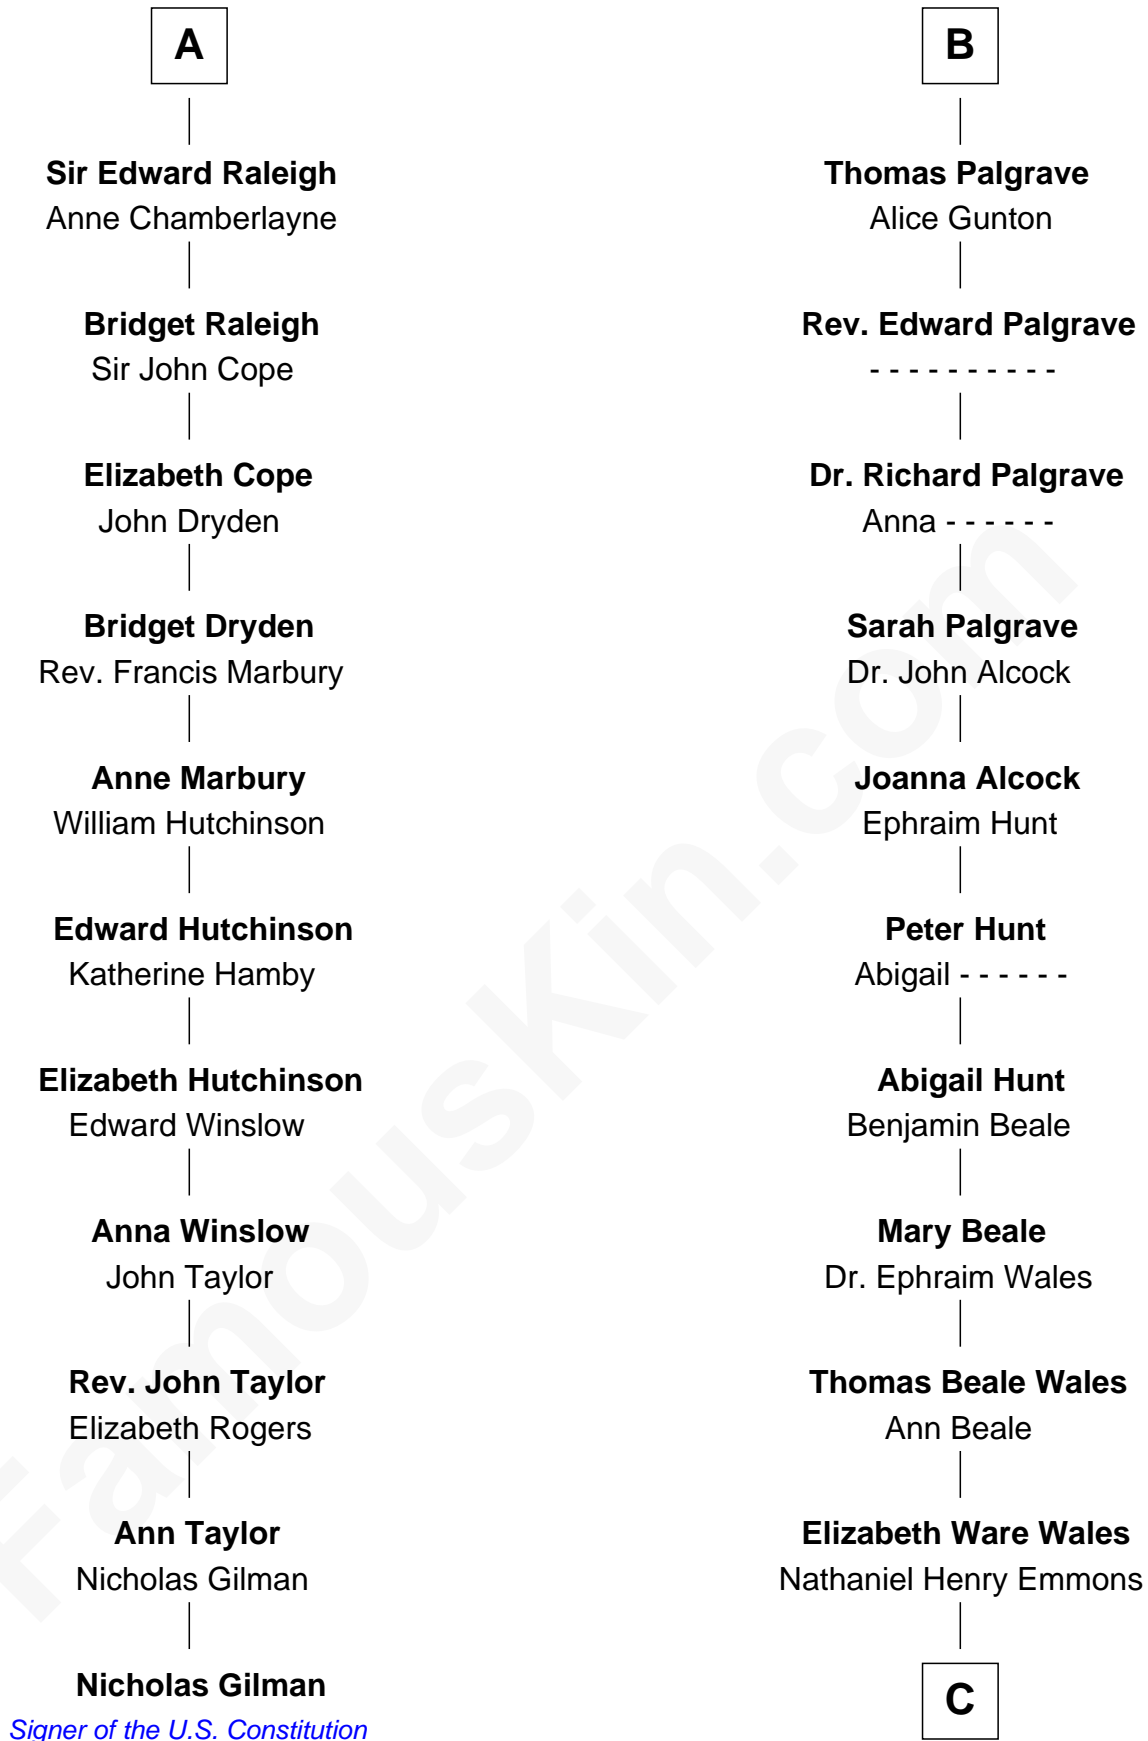 A
Sir Edward Raleigh
Anne Chamberlayne
Bridget Raleigh
Sir John Cope
Elizabeth Cope
John Dryden
Bridget Dryden
Rev. Francis Marbury
Anne Marbury
William Hutchinson
Edward Hutchinson
Katherine Hamby
Elizabeth Hutchinson
Edward Winslow
Anna Winslow
John Taylor
Rev. John Taylor
Elizabeth Rogers
Ann Taylor
Nicholas Gilman
Nicholas Gilman
Signer of the U.S. Constitution
B
Thomas Palgrave
Alice Gunton
Rev. Edward Palgrave
- - - - - - - - - -
Dr. Richard Palgrave
Anna - - - - - -
Sarah Palgrave
Dr. John Alcock
Joanna Alcock
Ephraim Hunt
Peter Hunt
Abigail - - - - - -
Abigail Hunt
Benjamin Beale
Mary Beale
Dr. Ephraim Wales
Thomas Beale Wales
Ann Beale
Elizabeth Ware Wales
Nathaniel Henry Emmons
C
FamousKin.com